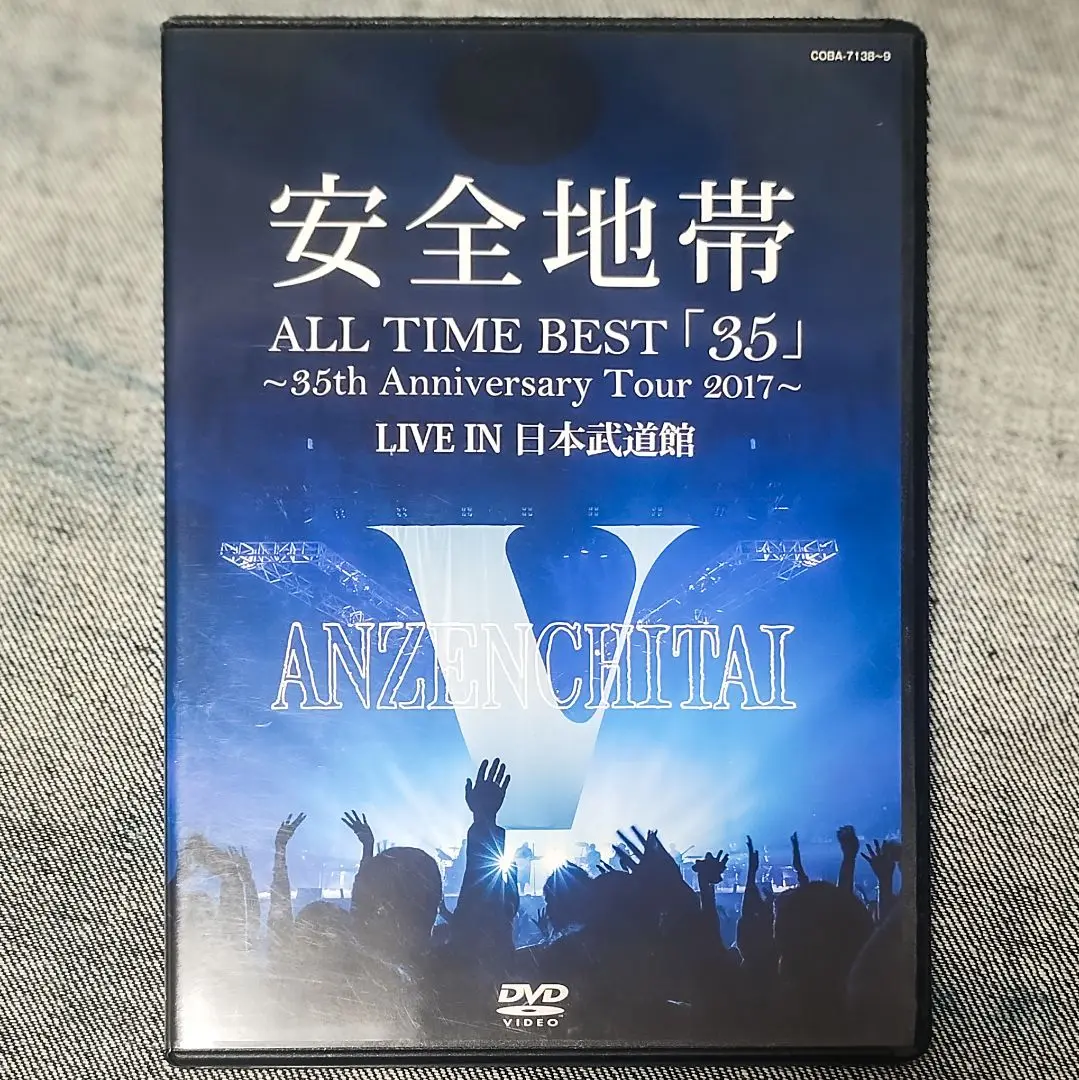 COBA-7138~9
安全地帯
ALL TIME BEST「35」
~35th Anniversary Tour 2017~
LIVE IN 日本武道館
V
ANZENCHITAI
DVD
VIDEO